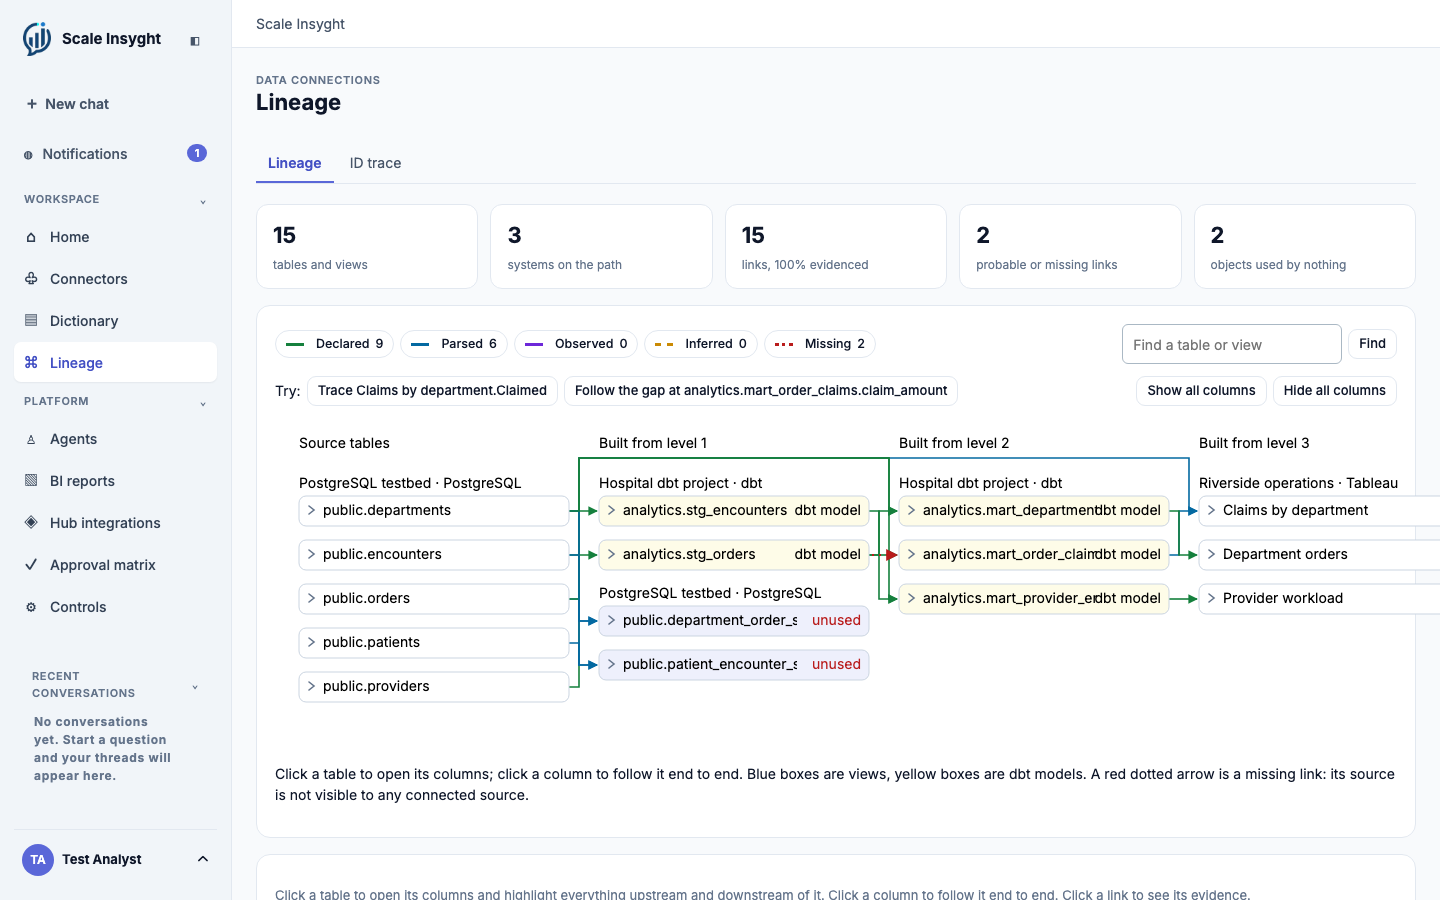 Scale Insyght
Scale Insyght
+ New chat
Notifications 1
WORKSPACE
Home
Connectors
Dictionary
Lineage
PLATFORM
Agents
BI reports
Hub integrations
Approval matrix
Controls
RECENT
CONVERSATIONS
No conversations
yet. Start a question
and your threads will
appear here.
TA Test Analyst
DATA CONNECTIONS
Lineage
Lineage ID trace
15
tables and views
3
systems on the path
15
links, 100% evidenced
2
probable or missing links
2
objects used by nothing
Declared 9 Parsed 6 Observed 0 Inferred 0 Missing 2
Find a table or view Find
Try: Trace Claims by department.Claimed Follow the gap at analytics.mart_order_claims.claim_amount Show all columns Hide all columns
Source tables
PostgreSQL testbed · PostgreSQL
public.departments
public.encounters
public.orders
public.patients
public.providers
Built from level 1
Hospital dbt project · dbt
analytics.stg_encounters dbt model
analytics.stg_orders dbt model
PostgreSQL testbed · PostgreSQL
public.department_order_s unused
public.patient_encounter_s unused
Built from level 2
Hospital dbt project · dbt
analytics.mart_department dbt model
analytics.mart_order_claim dbt model
analytics.mart_provider_en dbt model
Built from level 3
Riverside operations · Tableau
Claims by department
Department orders
Provider workload
Click a table to open its columns; click a column to follow it end to end. Blue boxes are views, yellow boxes are dbt models. A red dotted arrow is a missing link: its source
is not visible to any connected source.
Click a table to open its columns and highlight everything upstream and downstream of it. Click a column to follow it end to end. Click a link to see its evidence.